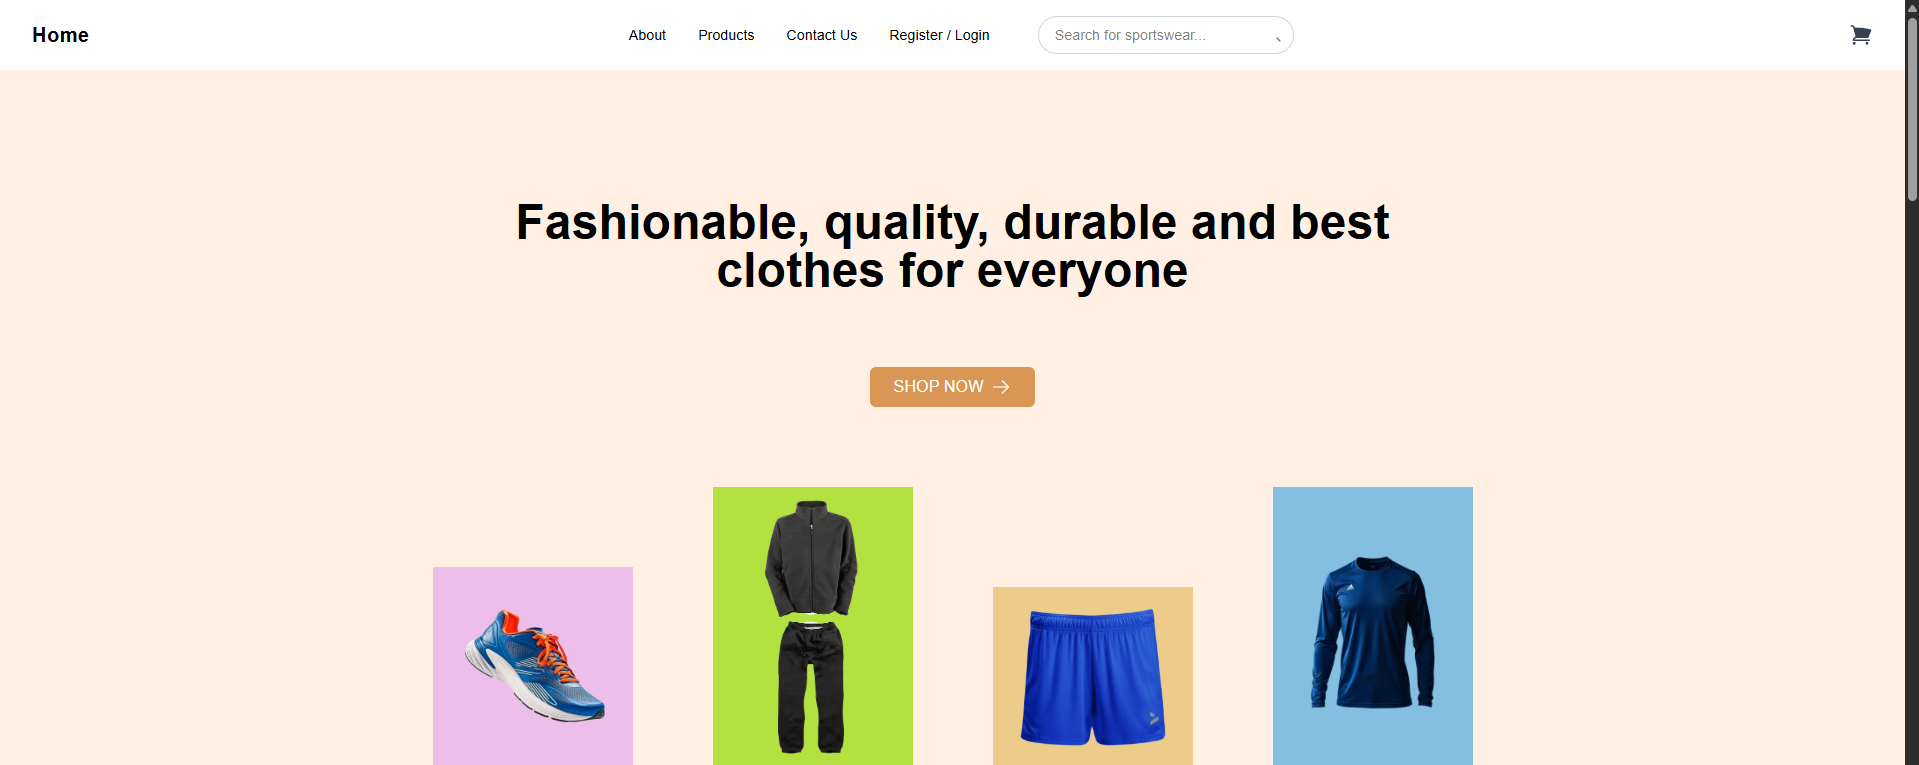 Home
About
Products
Contact Us
Register / Login
Search for sportswear...
Fashionable, quality, durable and best
clothes for everyone
SHOP NOW